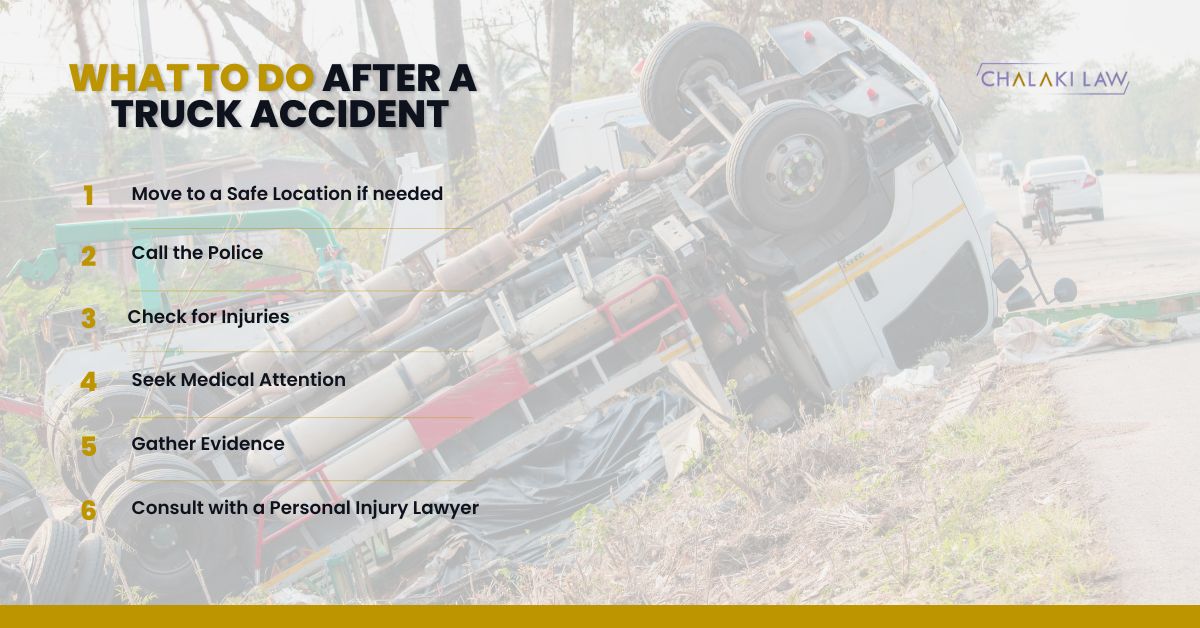 WHAT TO DO AFTER A
TRUCK ACCIDENT
CHALAKI LAW
1 Move to a Safe Location if needed
2 Call the Police
3 Check for Injuries
4 Seek Medical Attention
5 Gather Evidence
6 Consult with a Personal Injury Lawyer